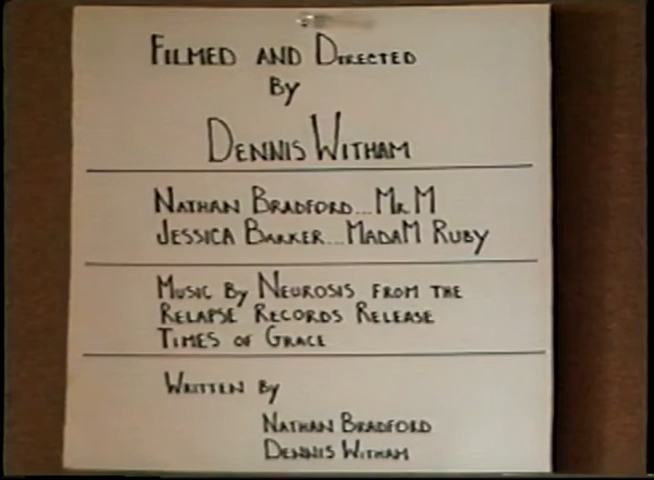 FILMED AND DIRECTED
BY
DENNIS WITHAM
NATHAN BRADFORD...MR M
JESSICA BARKER...MADAM RUBY
MUSIC BY NEUROSIS FROM THE
RELAPSE RECORDS RELEASE
TIMES OF GRACE
WRITTEN BY
NATHAN BRADFORD
DENNIS WITHAM